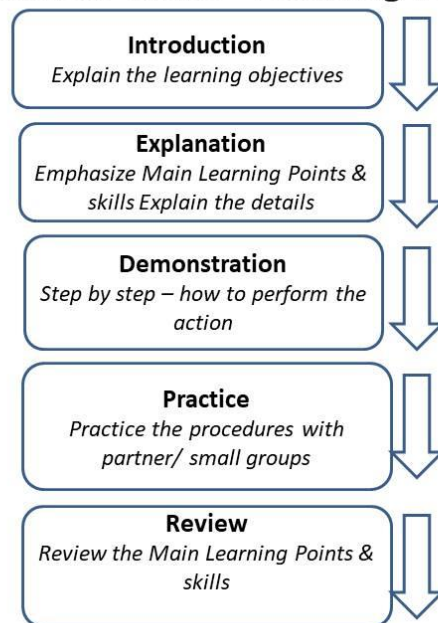 Introduction
Explain the learning objectives
Explanation
Emphasize Main Learning Points &
skills Explain the details
Demonstration
Step by step – how to perform the
action
Practice
Practice the procedures with
partner/ small groups
Review
Review the Main Learning Points &
skills